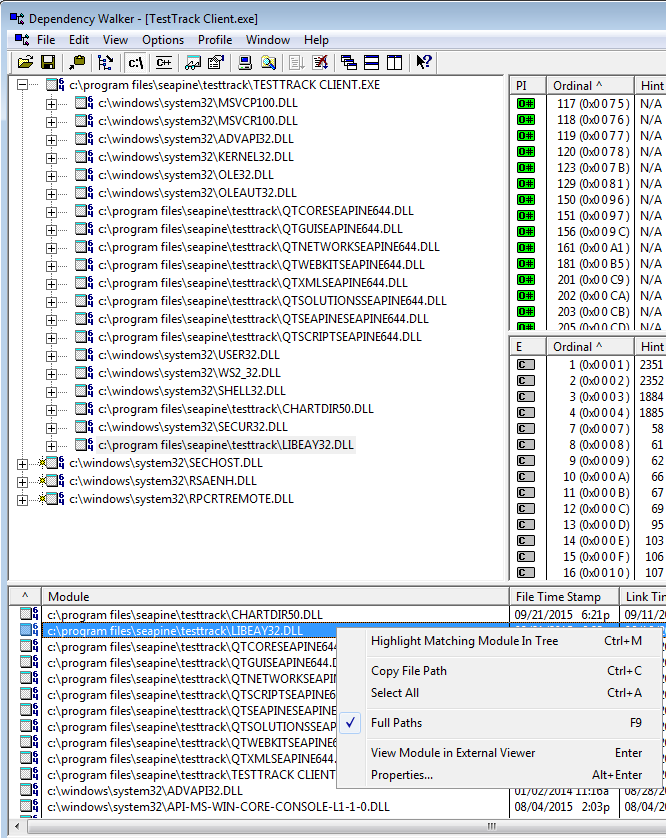 Dependency Walker - [TestTrack Client.exe]
File Edit View Options Profile Window Help
c:\ C++
c:\program files\seapine\testtrack\TESTTRACK CLIENT.EXE
c:\windows\system32\MSVCP100.DLL
c:\windows\system32\MSVCR100.DLL
c:\windows\system32\ADVAPI32.DLL
c:\windows\system32\KERNEL32.DLL
c:\windows\system32\OLE32.DLL
c:\windows\system32\OLEAUT32.DLL
c:\program files\seapine\testtrack\QTCORESEAPINE644.DLL
c:\program files\seapine\testtrack\QTGUISEAPINE644.DLL
c:\program files\seapine\testtrack\QTNETWORKSEAPINE644.DLL
c:\program files\seapine\testtrack\QTWEBKITSEAPINE644.DLL
c:\program files\seapine\testtrack\QTXMLSEAPINE644.DLL
c:\program files\seapine\testtrack\QTSOLUTIONSSEAPINE644.DLL
c:\program files\seapine\testtrack\QTSEAPINESEAPINE644.DLL
c:\program files\seapine\testtrack\QTSCRIPTSEAPINE644.DLL
c:\windows\system32\USER32.DLL
c:\windows\system32\WS2_32.DLL
c:\windows\system32\SHELL32.DLL
c:\program files\seapine\testtrack\CHARTDIR50.DLL
c:\windows\system32\SECUR32.DLL
c:\program files\seapine\testtrack\LIBEAY32.DLL
c:\windows\system32\SECHOST.DLL
c:\windows\system32\RSAENH.DLL
c:\windows\system32\RPCRTREMOTE.DLL
PI Ordinal ^ Hint
O# 117 (0x0075) N/A
O# 118 (0x0076) N/A
O# 119 (0x0077) N/A
O# 120 (0x0078) N/A
O# 123 (0x007B) N/A
O# 129 (0x0081) N/A
O# 150 (0x0096) N/A
O# 151 (0x0097) N/A
O# 156 (0x009C) N/A
O# 161 (0x00A1) N/A
O# 181 (0x00B5) N/A
O# 201 (0x00C9) N/A
O# 202 (0x00CA) N/A
O# 203 (0x00CB) N/A
O# 205 (0x00CD) N/A
E Ordinal ^ Hint
C 1 (0x0001) 2351
C 2 (0x0002) 2352
C 3 (0x0003) 1884
C 4 (0x0004) 1885
C 7 (0x0007) 58
C 8 (0x0008) 61
C 9 (0x0009) 62
C 10 (0x000A) 66
C 11 (0x000B) 67
C 12 (0x000C) 69
C 13 (0x000D) 95
C 14 (0x000E) 103
C 15 (0x000F) 106
C 16 (0x0010) 107
^ Module File Time Stamp Link Tim
c:\program files\seapine\testtrack\CHARTDIR50.DLL 09/21/2015 6:21p 09/11/20
c:\program files\seapine\testtrack\LIBEAY32.DLL
c:\program files\seapine\testtrack\QTCORESEAPINE644
c:\program files\seapine\testtrack\QTGUISEAPINE644.D
c:\program files\seapine\testtrack\QTNETWORKSEAPIN
c:\program files\seapine\testtrack\QTSCRIPTSEAPINE644
c:\program files\seapine\testtrack\QTSEAPINESEAPINE6
c:\program files\seapine\testtrack\QTSOLUTIONSSEAPI
c:\program files\seapine\testtrack\QTWEBKITSEAPINE64
c:\program files\seapine\testtrack\QTXMLSEAPINE644.D
c:\program files\seapine\testtrack\TESTTRACK CLIENT
c:\windows\system32\ADVAPI32.DLL 01/02/2014 11:16a 08/28/20
c:\windows\system32\API-MS-WIN-CORE-CONSOLE-L1-1-0.DLL 08/04/2015 2:03p 08/04/20
Highlight Matching Module In Tree Ctrl+M
Copy File Path Ctrl+C
Select All Ctrl+A
Full Paths F9
View Module in External Viewer Enter
Properties... Alt+Enter